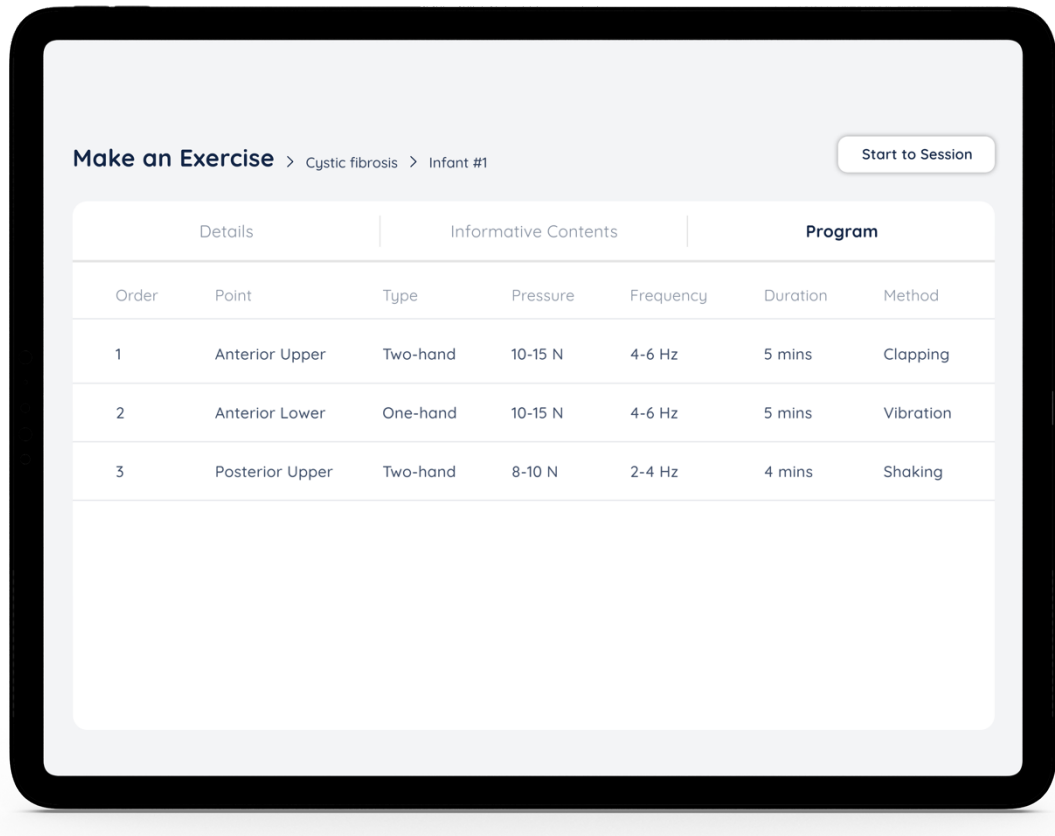 Make an Exercise > Cystic fibrosis > Infant #1
Start to Session
Details Informative Contents Program
Order Point Type Pressure Frequency Duration Method
1 Anterior Upper Two-hand 10-15 N 4-6 Hz 5 mins Clapping
2 Anterior Lower One-hand 10-15 N 4-6 Hz 5 mins Vibration
3 Posterior Upper Two-hand 8-10 N 2-4 Hz 4 mins Shaking